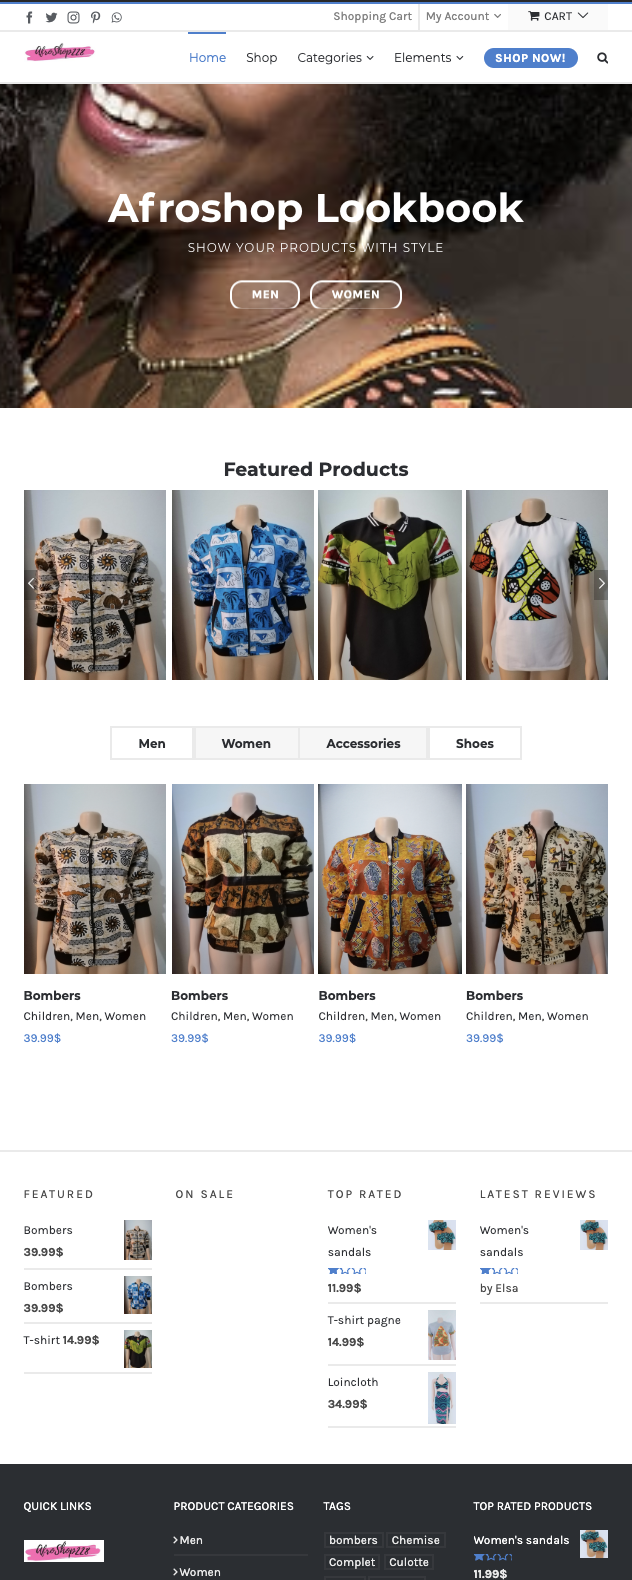 Shopping Cart My Account CART
AfroShop228
Home Shop Categories Elements SHOP NOW!
Afroshop Lookbook
SHOW YOUR PRODUCTS WITH STYLE
MEN WOMEN
Featured Products
Men Women Accessories Shoes
Bombers Bombers Bombers Bombers
Children, Men, Women Children, Men, Women Children, Men, Women Children, Men, Women
39.99$ 39.99$ 39.99$ 39.99$
FEATURED
Bombers
39.99$
Bombers
39.99$
T-shirt 14.99$
ON SALE
TOP RATED
Women's
sandals
11.99$
T-shirt pagne
14.99$
Loincloth
34.99$
LATEST REVIEWS
Women's
sandals
by Elsa
QUICK LINKS
AfroShop228
PRODUCT CATEGORIES
Men
Women
TAGS
bombers Chemise
Complet Culotte
TOP RATED PRODUCTS
Women's sandals
11.99$